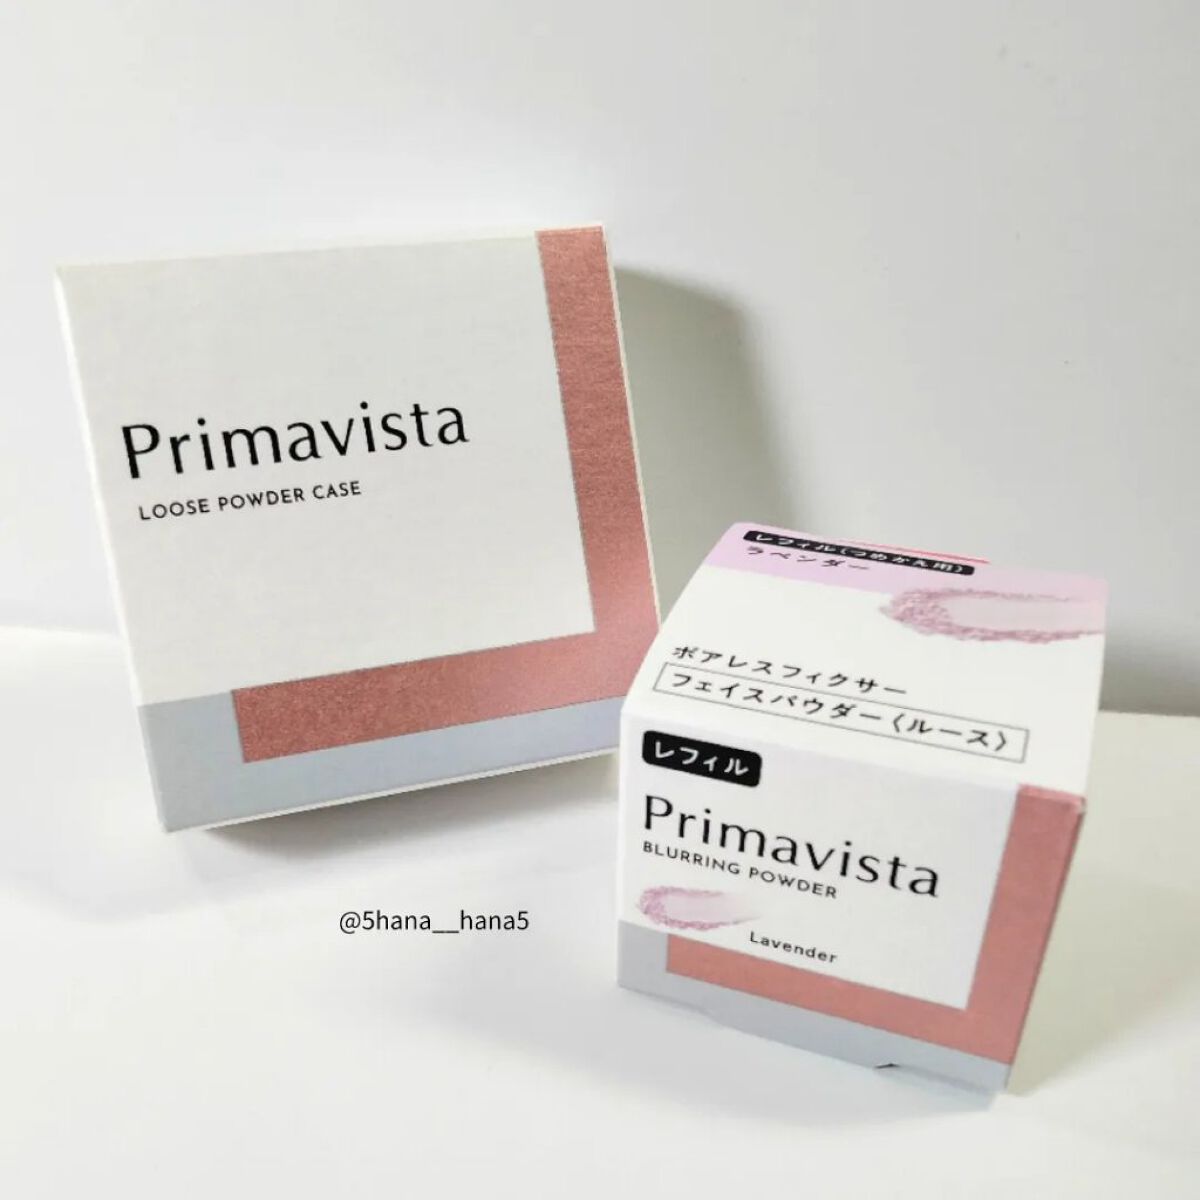 Primavista
LOOSE POWDER CASE
レフィル(つめかえ用)
ラベンダー
ポアレスフィクサー
フェイスパウダー〈ルース〉
レフィル
Primavista
BLURRING POWDER
Lavender
@5hana__hana5